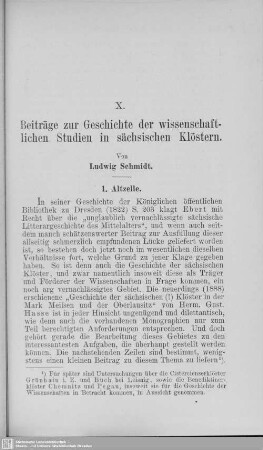 X.
Beiträge zur Geschichte der wissenschaft-
lichen Studien in sächsischen Klöstern.
Von
Ludwig Schmidt.
1. Altzelle.
In seiner Geschichte der Königlichen öffentlichen
Bibliothek zu Dresden (1822) S. 205 klagt Ebert mit
Recht über die „unglaublich vernachlässigte sächsische
Litterargeschichte des Mittelalters“, und wenn auch seit-
dem manch schätzenswerter Beitrag zur Ausfüllung dieser
allseitig schmerzlich empfundenen Lücke geliefert worden
ist, so bestehen doch jetzt noch im wesentlichen dieselben
Verhältnisse fort, welche Grund zu jener Klage gegeben
haben. So ist denn auch die Geschichte der sächsischen
Klöster, und zwar namentlich insoweit diese als Träger
und Förderer der Wissenschaften in Frage kommen, ein
noch arg vernachlässigtes Gebiet. Die neuerdings (1888)
erschienene „Geschichte der sächsischen (!) Klöster in der
Mark Meißen und der Oberlausitz“ von Herm. Gust.
Hasse ist in jeder Hinsicht ungenügend und dilettantisch,
wie denn auch die vorhandenen Monographien nur zum
Teil berechtigten Anforderungen entsprechen. Und doch
gehört gerade die Bearbeitung dieses Gebietes zu den
interessantesten Aufgaben, die überhaupt gestellt werden
können. Die nachstehenden Zeilen sind bestimmt, wenig-
stens einen kleinen Beitrag zu diesem Thema zu liefern¹).
¹) Für später sind Untersuchungen über die Cistercienserklöster
Grünhain i. E. und Buch bei Leisnig, sowie die Benediktiner-
klöster Chemnitz und Pegau, insoweit sie für die Geschichte der
Wissenschaften in Betracht kommen, in Aussicht genommen.